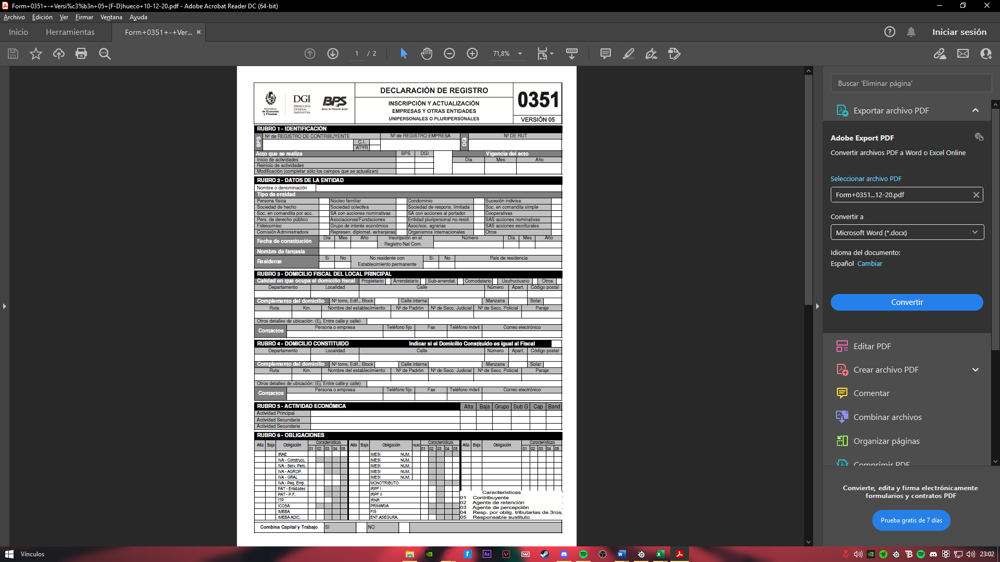 Form+0351+-+Versi%c3%b3n+05+(F-D)hueco+10-12-20.pdf - Adobe Acrobat Reader DC (64-bit)
Archivo Edición Ver Firmar Ventana Ayuda
Inicio Herramientas Form+0351+-+Ver... × Iniciar sesión
1 / 2 71,8%
Ministerio de Economía y Finanzas
DGI DIRECCIÓN GENERAL IMPOSITIVA
BPS Banco de Previsión Social
DECLARACIÓN DE REGISTRO
INSCRIPCIÓN Y ACTUALIZACIÓN
EMPRESAS Y OTRAS ENTIDADES
UNIPERSONALES O PLURIPERSONALES
0351
VERSIÓN 05
RUBRO 1 - IDENTIFICACIÓN
BPS Nº de REGISTRO DE CONTRIBUYENTE Nº de REGISTRO EMPRESA DGI Nº DE RUT
C.I.
ATYR
Acto que se realiza BPS DGI Vigencia del acto
Inicio de actividades Día Mes Año
Reinicio de actividades
Modificación (completar sólo los campos que se actualizan)
RUBRO 2 - DATOS DE LA ENTIDAD
Nombre o denominación
Tipo de entidad
Persona física Núcleo familiar Condominio Sucesión indivisa
Sociedad de hecho Sociedad colectiva Sociedad de respons. limitada Soc. en comandita simple
Soc. en comandita por acc. SA con acciones nominativas SA con acciones al portador Cooperativas
Pers. de derecho público Asociaciones/Fundaciones Entidad pluripersonal no resid. SAS acciones nominativas
Fideicomiso Grupo de interés económico Asoc/soc. agrarias SAS acciones escriturales
Comisión Administradora Represen. diplomat. extranjeras Organismos internacionales Otros
Fecha de constitución Día Mes Año Inscripción en el Registro Nal Com. Número Día Mes Año
Nombre de fantasía
Residente Si No No residente con Establecimiento permanente Si No País de residencia
RUBRO 3 - DOMICILIO FISCAL DEL LOCAL PRINCIPAL
Calidad en que ocupa el domicilio fiscal Propietario Arrendatario Sub-arrendat. Comodatario Usufructuario Otros
Departamento Localidad Calle Número Apart. Código postal
Complemento del domicilio Nº torre, Edif., Block Calle interna Manzana Solar
Ruta Km. Nombre del establecimiento Nº de Padrón Nº de Secc. Judicial Nº de Secc. Policial Paraje
Otros detalles de ubicación: (Ej. Entre calle y calle)
Contactos Persona o empresa Teléfono fijo Fax Teléfono móvil Correo electrónico
RUBRO 4 - DOMICILIO CONSTITUIDO Indicar si el Domicilio Constituido es igual al Fiscal
Departamento Localidad Calle Número Apart. Código postal
Complemento del domicilio Nº torre, Edif., Block Calle interna Manzana Solar
Ruta Km. Nombre del establecimiento Nº de Padrón Nº de Secc. Judicial Nº de Secc. Policial Paraje
Otros detalles de ubicación: (Ej. Entre calle y calle)
Contactos Persona o empresa Teléfono fijo Fax Teléfono móvil Correo electrónico
RUBRO 5 - ACTIVIDAD ECONÓMICA Alta Baja Grupo Sub G Cap Band
Actividad Principal
Actividad Secundaria
Actividad Secundaria
RUBRO 6 - OBLIGACIONES
Alta Baja Obligación Características Alta Baja Obligación NUM. Características Alta Baja Obligación Características
01 02 03 04 05 01 02 03 04 05 01 02 03 04 05
IRAE IMESI NUM.
IVA - Construcc. IMESI NUM.
IVA - Serv. Pers. IMESI NUM.
IVA - AGROP. IMESI NUM.
IVA - GRAL IMESI NUM.
IVA - Peq. Emp. MONOTRIBUTO
PAT - Entidades IRPF I
PAT - P.F. IRPF II
ITP IRNR
ICOSA PRIMARIA
IMEBA FIS
IMEBA ADIC. ENT.ASEGURA.
Características
01 Contribuyente
02 Agente de retención
03 Agente de percepción
04 Resp. por oblig. tributarias de 3ros.
05 Responsable sustituto
Combina Capital y Trabajo SI NO
Buscar 'Eliminar página'
Exportar archivo PDF
Adobe Export PDF
Convertir archivos PDF a Word o Excel Online
Seleccionar archivo PDF
Form+0351...12-20.pdf
Convertir a
Microsoft Word (*.docx)
Idioma del documento:
Español Cambiar
Convertir
Editar PDF
Crear archivo PDF
Comentar
Combinar archivos
Organizar páginas
Comprimir PDF
Convierte, edita y firma electrónicamente
formularios y contratos PDF
Prueba gratis de 7 días
Vínculos
23:02